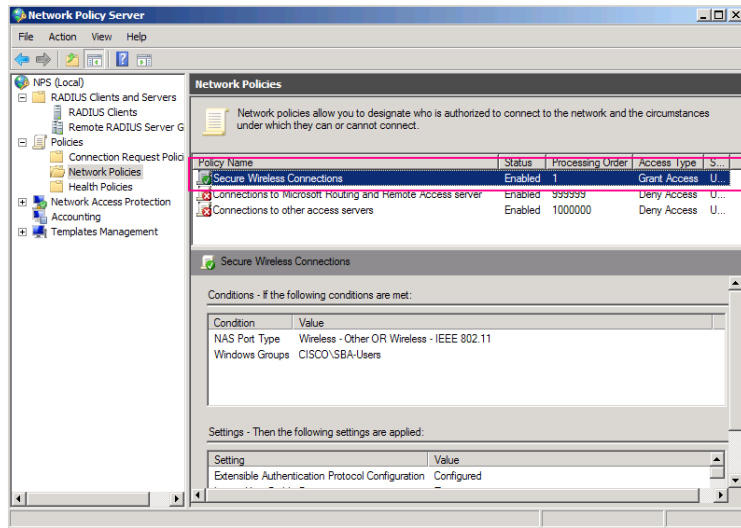 Network Policy Server
File Action View Help
NPS (Local)
RADIUS Clients and Servers
RADIUS Clients
Remote RADIUS Server G
Policies
Connection Request Polici
Network Policies
Health Policies
Network Access Protection
Accounting
Templates Management
Network Policies
Network policies allow you to designate who is authorized to connect to the network and the circumstances
under which they can or cannot connect.
Policy Name Status Processing Order Access Type S...
Secure Wireless Connections Enabled 1 Grant Access U...
Connections to Microsoft Routing and Remote Access server Enabled 999999 Deny Access U...
Connections to other access servers Enabled 1000000 Deny Access U...
Secure Wireless Connections
Conditions - If the following conditions are met:
Condition Value
NAS Port Type Wireless - Other OR Wireless - IEEE 802.11
Windows Groups CISCO\SBA-Users
Settings - Then the following settings are applied:
Setting Value
Extensible Authentication Protocol Configuration Configured